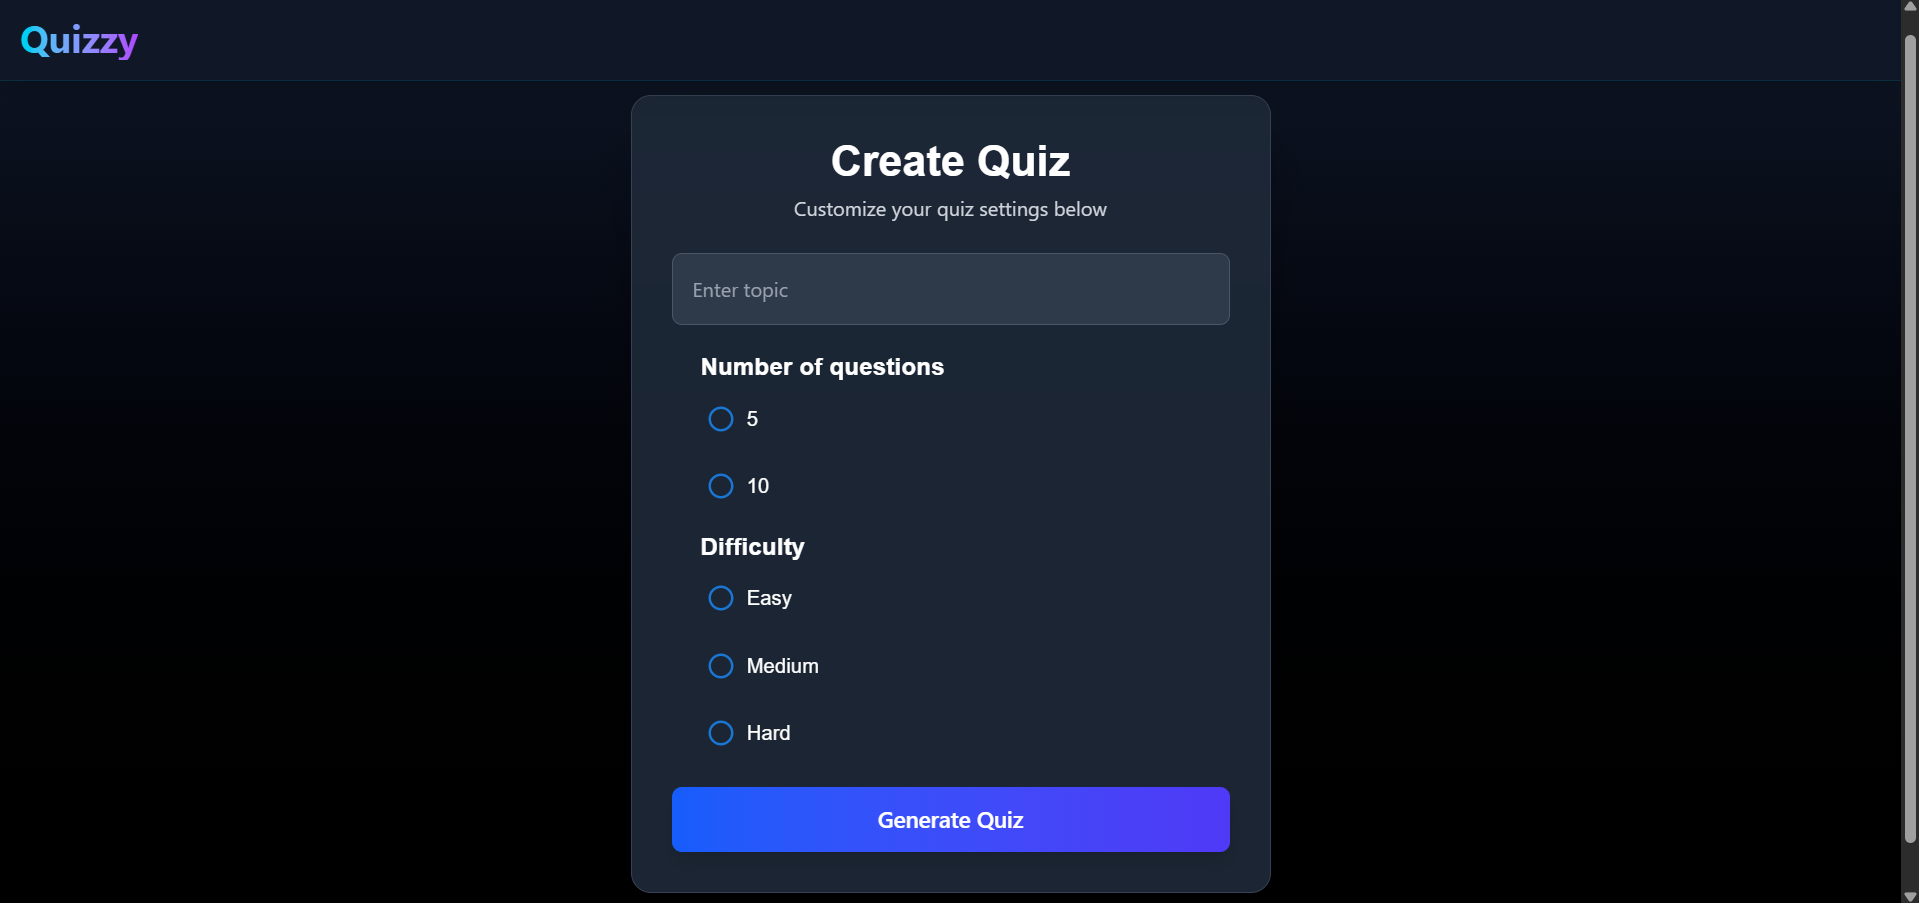 Quizzy
Create Quiz
Customize your quiz settings below
Enter topic
Number of questions
5
10
Difficulty
Easy
Medium
Hard
Generate Quiz